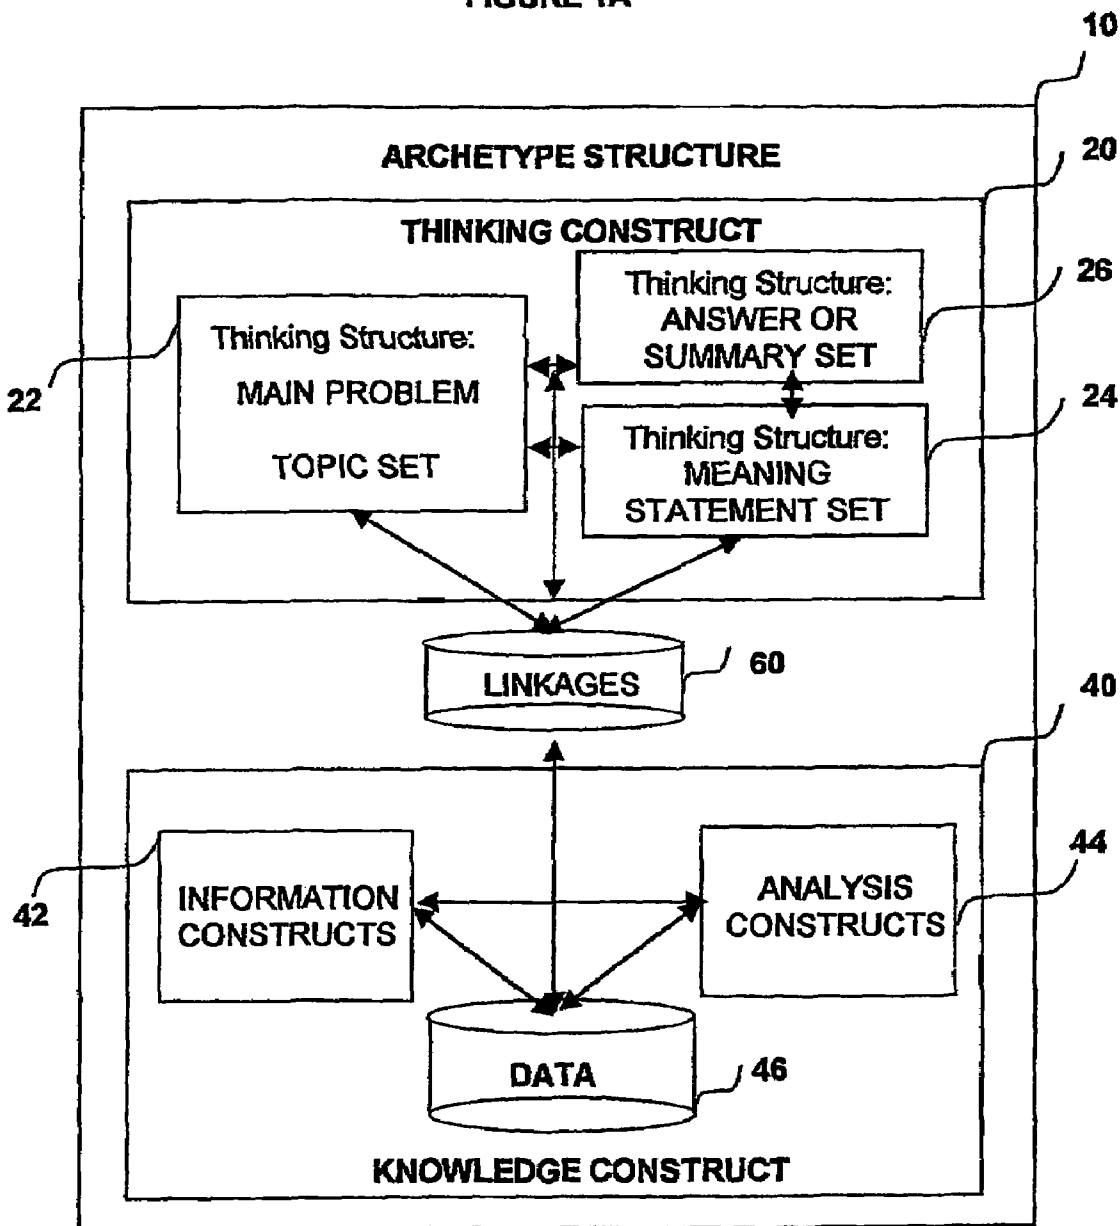 FIGURE 1A
10
ARCHETYPE STRUCTURE
20
THINKING CONSTRUCT
Thinking Structure:
ANSWER OR
SUMMARY SET
26
Thinking Structure:
MAIN PROBLEM
TOPIC SET
22
Thinking Structure:
MEANING
STATEMENT SET
24
LINKAGES
60
40
INFORMATION
CONSTRUCTS
42
ANALYSIS
CONSTRUCTS
44
DATA
46
KNOWLEDGE CONSTRUCT